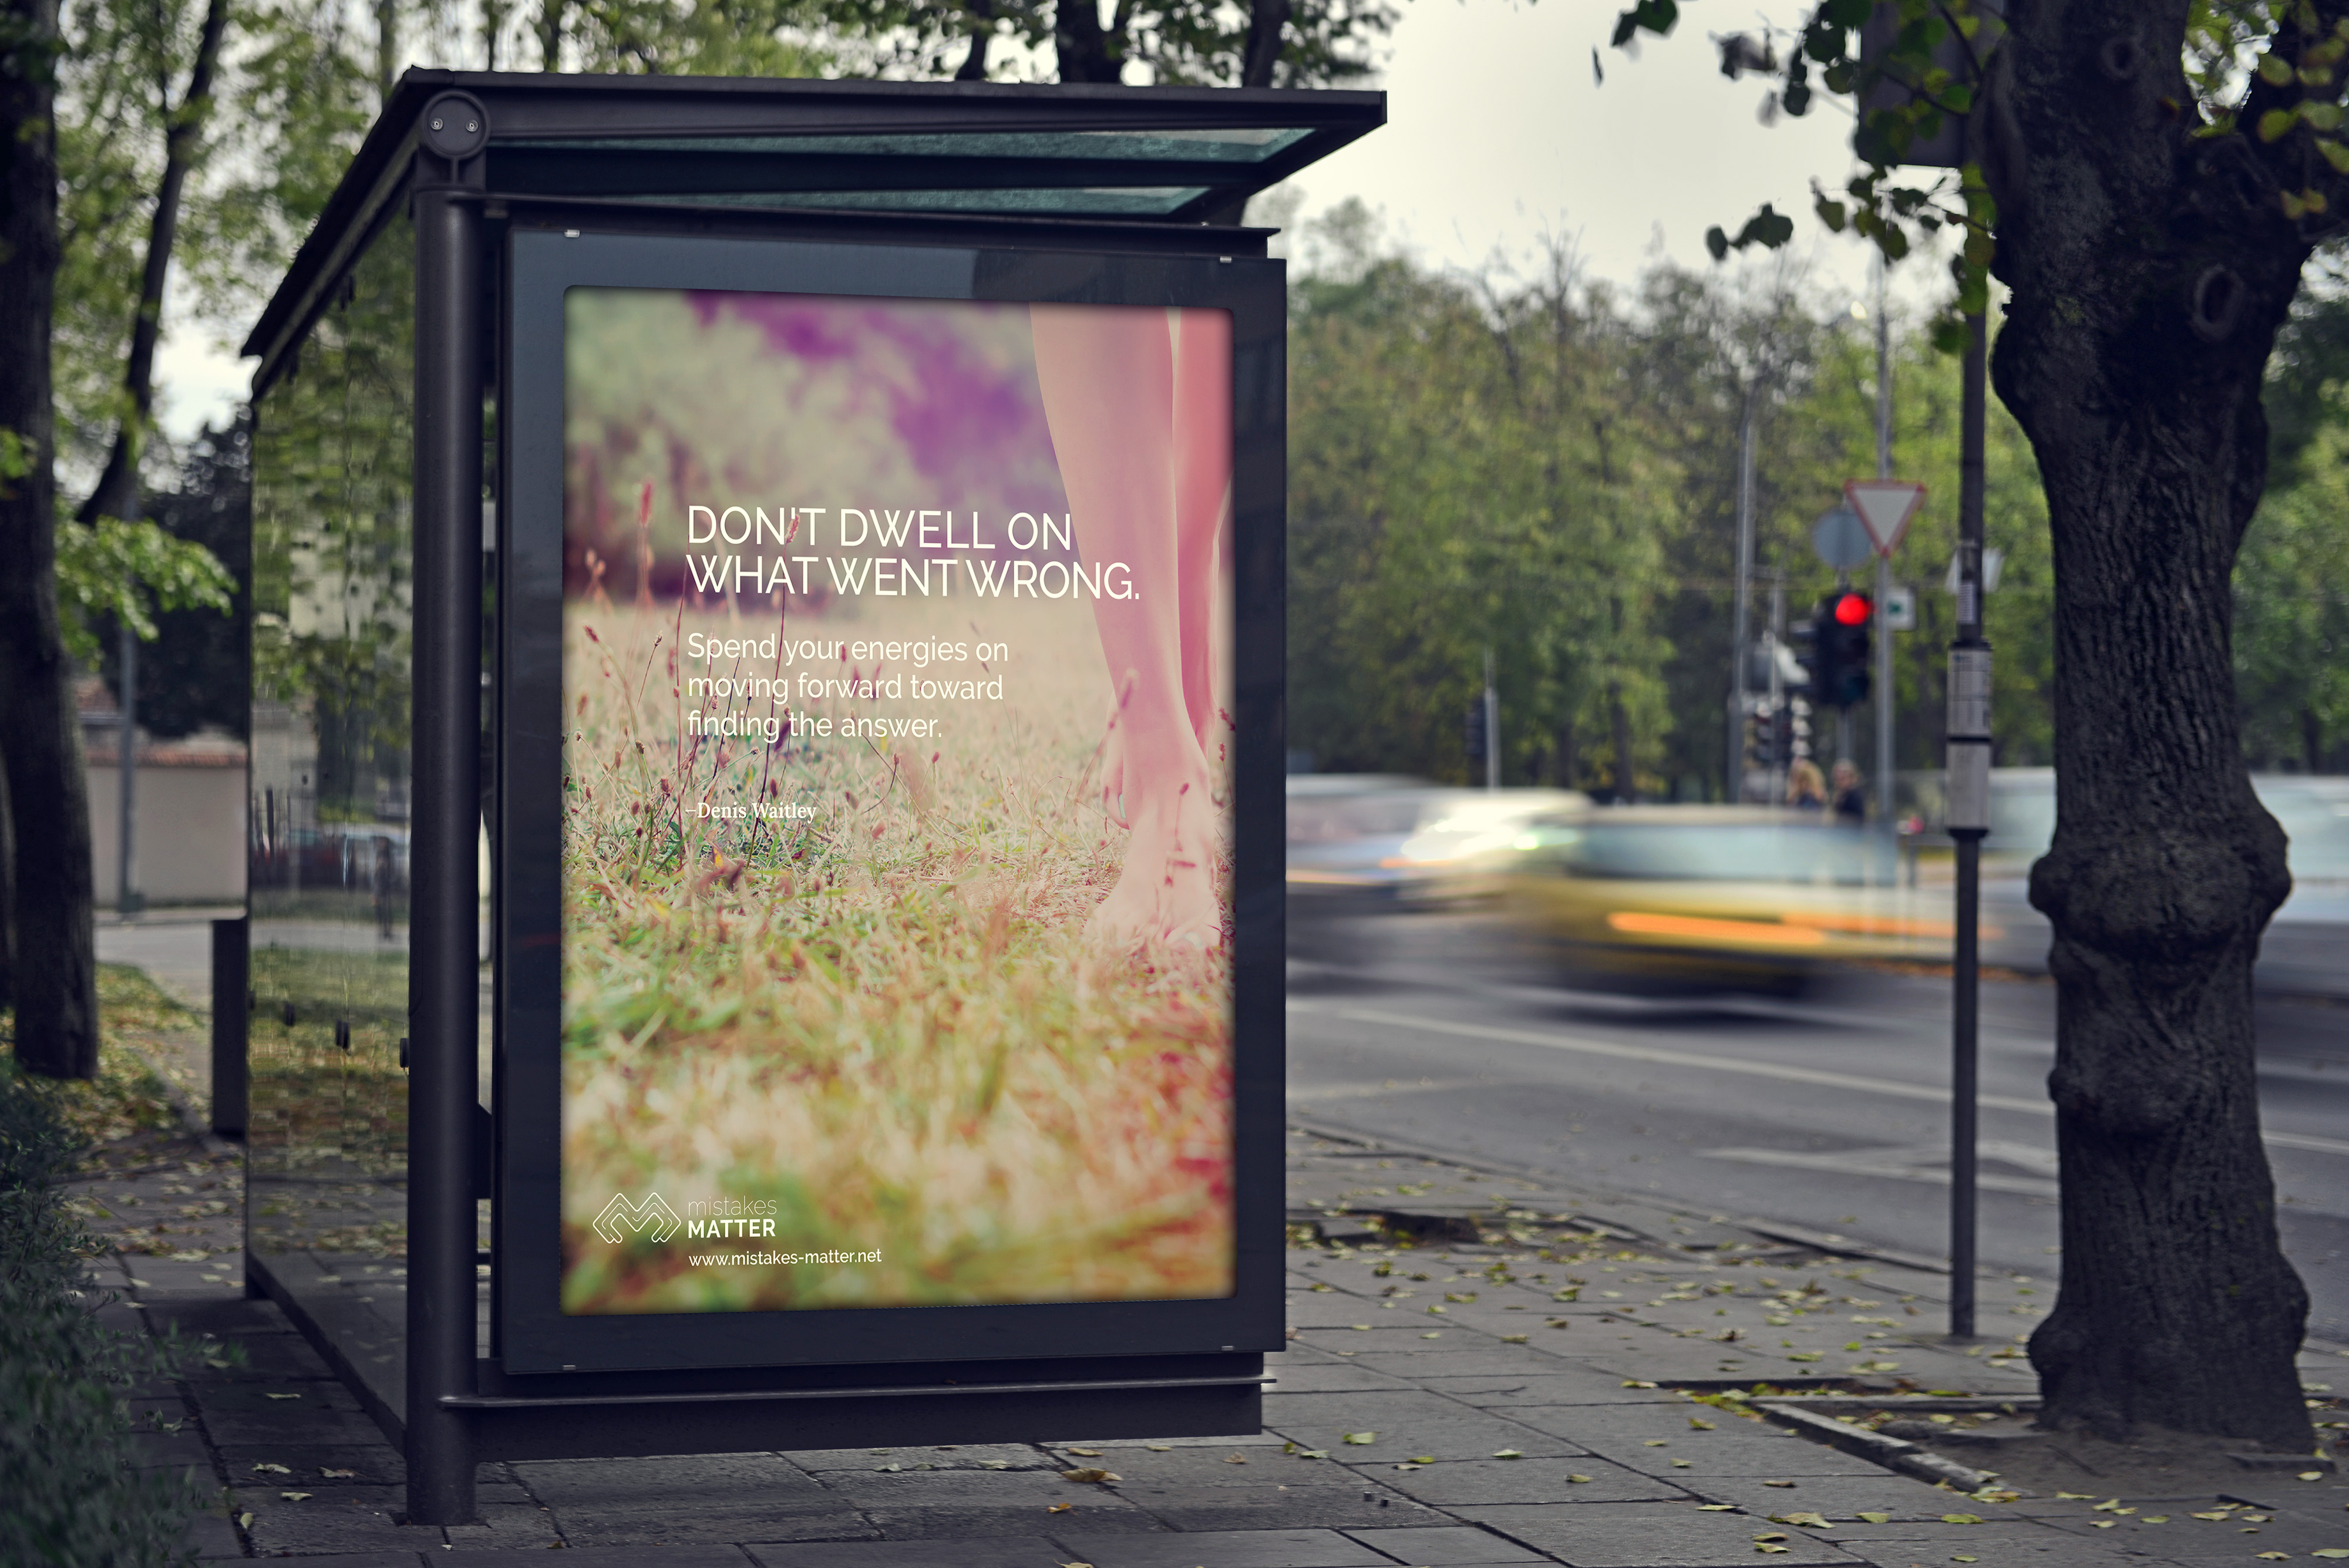 DON'T DWELL ON
WHAT WENT WRONG.
Spend your energies on
moving forward toward
finding the answer.
–Denis Waitley
mistakes
MATTER
www.mistakes-matter.net